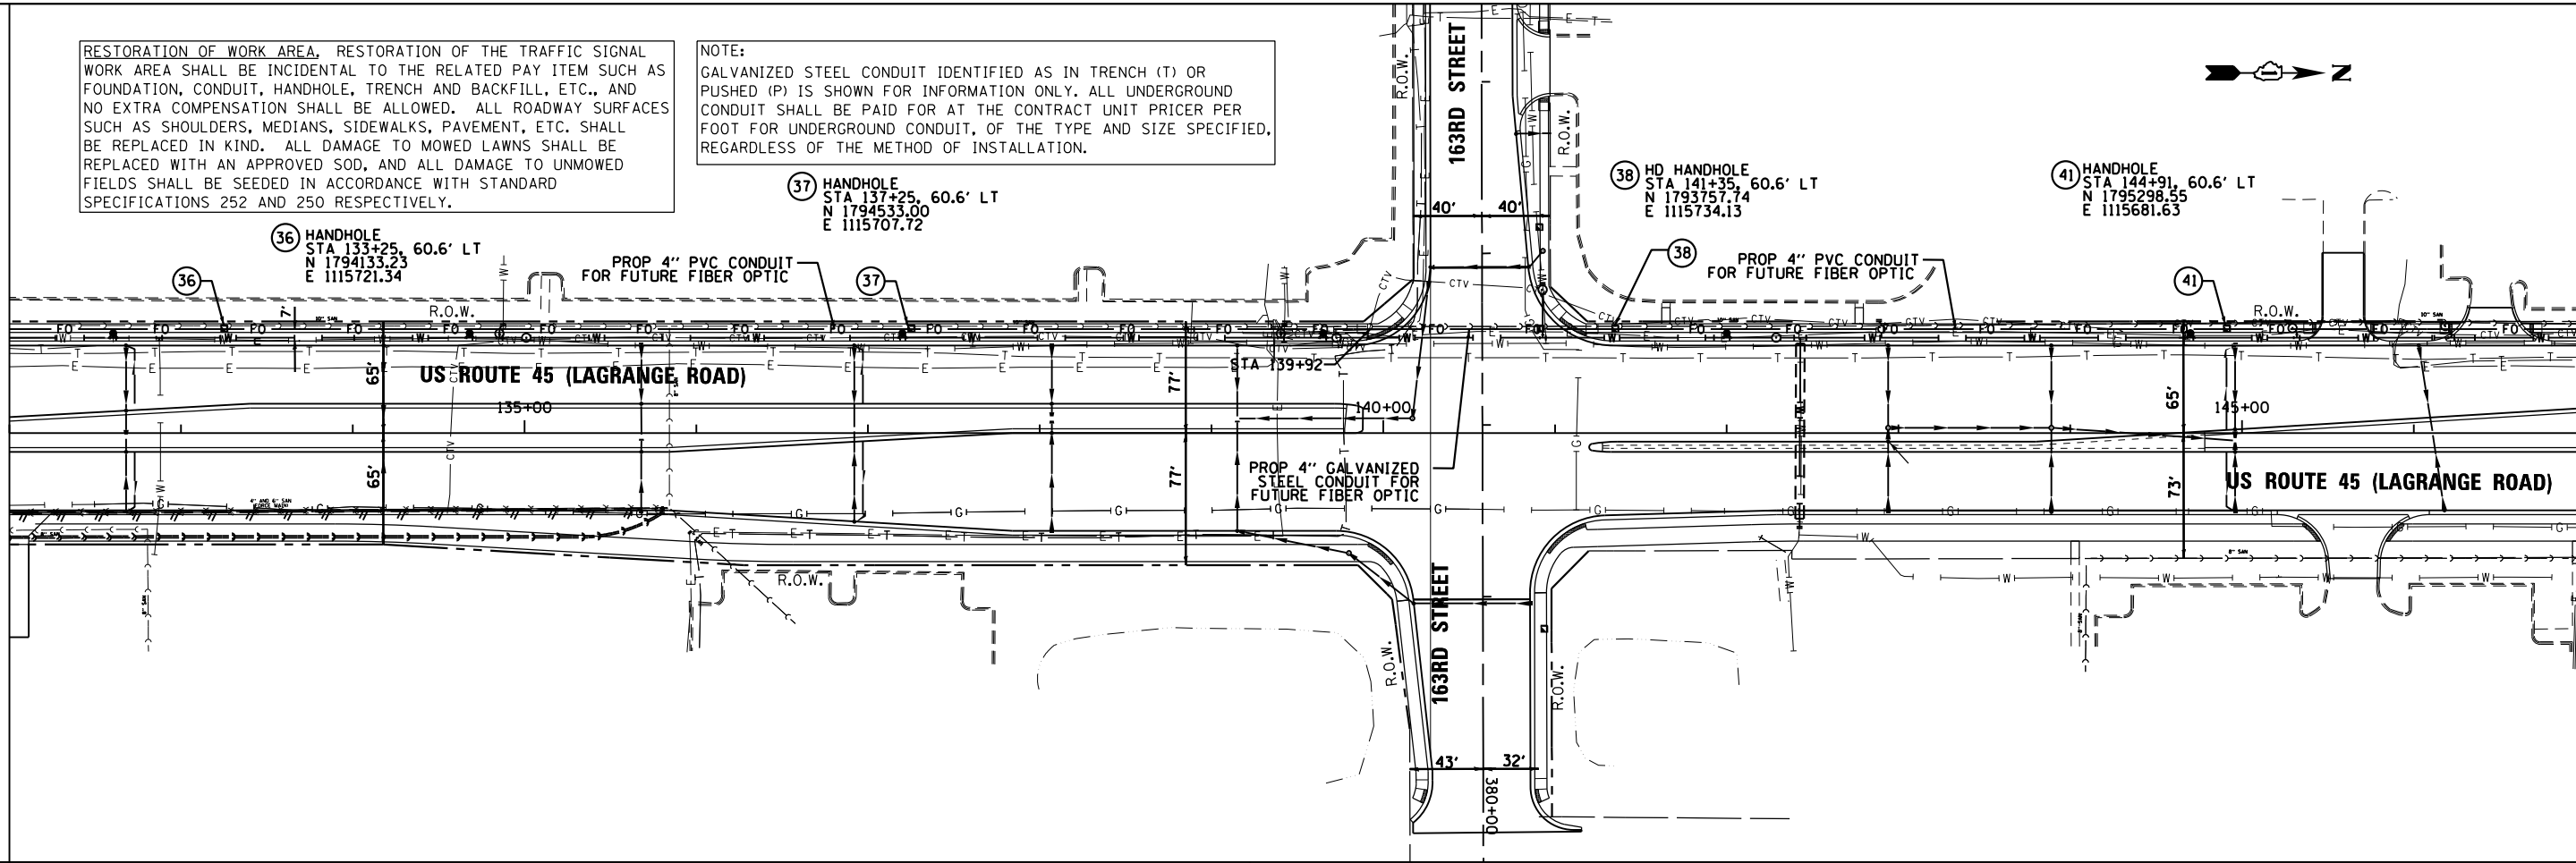 RESTORATION OF WORK AREA. RESTORATION OF THE TRAFFIC SIGNAL
WORK AREA SHALL BE INCIDENTAL TO THE RELATED PAY ITEM SUCH AS
FOUNDATION, CONDUIT, HANDHOLE, TRENCH AND BACKFILL, ETC., AND
NO EXTRA COMPENSATION SHALL BE ALLOWED. ALL ROADWAY SURFACES
SUCH AS SHOULDERS, MEDIANS, SIDEWALKS, PAVEMENT, ETC. SHALL
BE REPLACED IN KIND. ALL DAMAGE TO MOWED LAWNS SHALL BE
REPLACED WITH AN APPROVED SOD, AND ALL DAMAGE TO UNMOWED
FIELDS SHALL BE SEEDED IN ACCORDANCE WITH STANDARD
SPECIFICATIONS 252 AND 250 RESPECTIVELY.
NOTE:
GALVANIZED STEEL CONDUIT IDENTIFIED AS IN TRENCH (T) OR
PUSHED (P) IS SHOWN FOR INFORMATION ONLY. ALL UNDERGROUND
CONDUIT SHALL BE PAID FOR AT THE CONTRACT UNIT PRICER PER
FOOT FOR UNDERGROUND CONDUIT, OF THE TYPE AND SIZE SPECIFIED,
REGARDLESS OF THE METHOD OF INSTALLATION.
36 HANDHOLE
STA 133+25, 60.6' LT
N 1794133.23
E 1115721.34
37 HANDHOLE
STA 137+25, 60.6' LT
N 1794533.00
E 1115707.72
38 HD HANDHOLE
STA 141+35, 60.6' LT
N 1793757.74
E 1115734.13
41 HANDHOLE
STA 144+91, 60.6' LT
N 1795298.55
E 1115681.63
N
163RD STREET
R.O.W.
R.O.W.
40' 40'
36
PROP 4'' PVC CONDUIT
FOR FUTURE FIBER OPTIC
37
38
PROP 4'' PVC CONDUIT
FOR FUTURE FIBER OPTIC
41
7'
R.O.W.
R.O.W.
65'
US ROUTE 45 (LAGRANGE ROAD)
77'
STA 139+92
65'
135+00
140+00
145+00
65'
77'
PROP 4'' GALVANIZED
STEEL CONDUIT FOR
FUTURE FIBER OPTIC
73'
US ROUTE 45 (LAGRANGE ROAD)
R.O.W.
163RD STREET
R.O.W.
R.O.W.
43' 32'
380+00